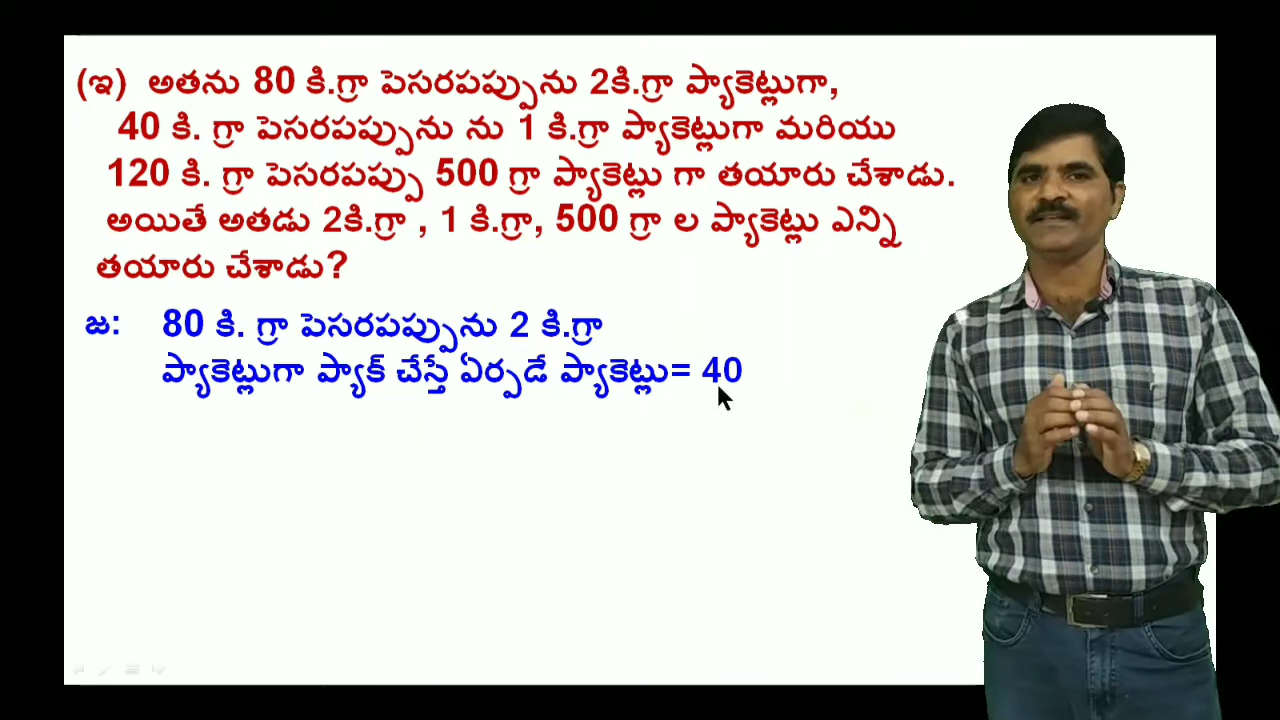 (ఇ) అతను 80 కి.గ్రా పెసరపప్పును 2కి.గ్రా ప్యాకెట్లుగా,
40 కి. గ్రా పెసరపప్పును ను 1 కి.గ్రా ప్యాకెట్లుగా మరియు
120 కి. గ్రా పెసరపప్పు 500 గ్రా ప్యాకెట్లు గా తయారు చేశాడు.
అయితే అతడు 2కి.గ్రా , 1 కి.గ్రా, 500 గ్రా ల ప్యాకెట్లు ఎన్ని
తయారు చేశాడు?
జ: 80 కి. గ్రా పెసరపప్పును 2 కి.గ్రా
ప్యాకెట్లుగా ప్యాక్ చేస్తే ఏర్పడే ప్యాకెట్లు= 40